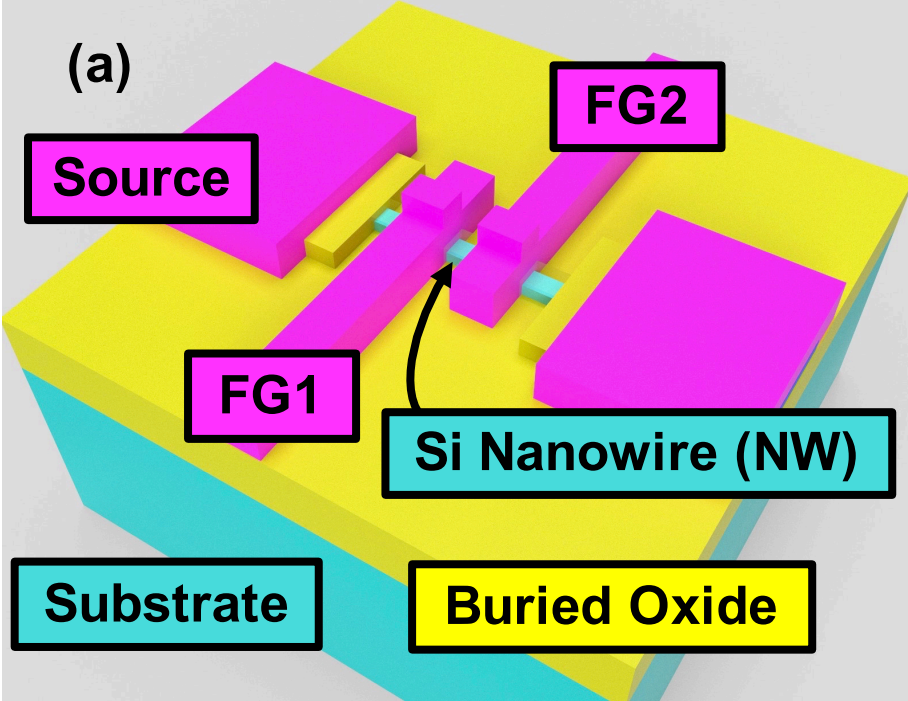 (a)
FG2
Source
FG1
Si Nanowire (NW)
Substrate
Buried Oxide